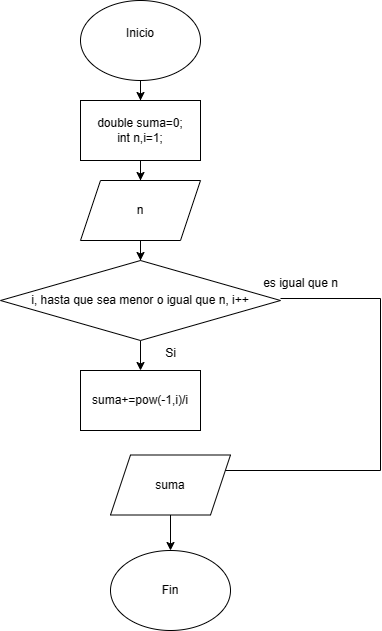 Inicio
double suma=0;
int n,i=1;
n
es igual que n
i, hasta que sea menor o igual que n, i++
Si
suma+=pow(-1,i)/i
suma
Fin